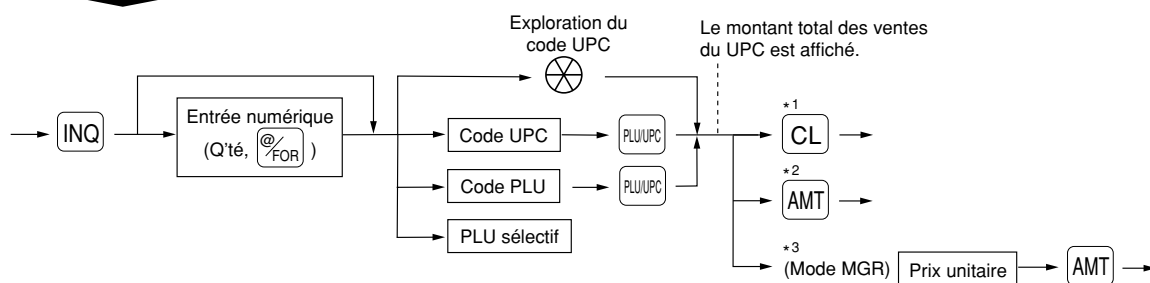 Exploration du
code UPC
Le montant total des ventes
du UPC est affiché.
INQ
Entrée numérique
(Q'té, @/FOR )
Code UPC
PLU/UPC
*1
CL
Code PLU
PLU/UPC
*2
AMT
PLU sélectif
*3
(Mode MGR)
Prix unitaire
AMT